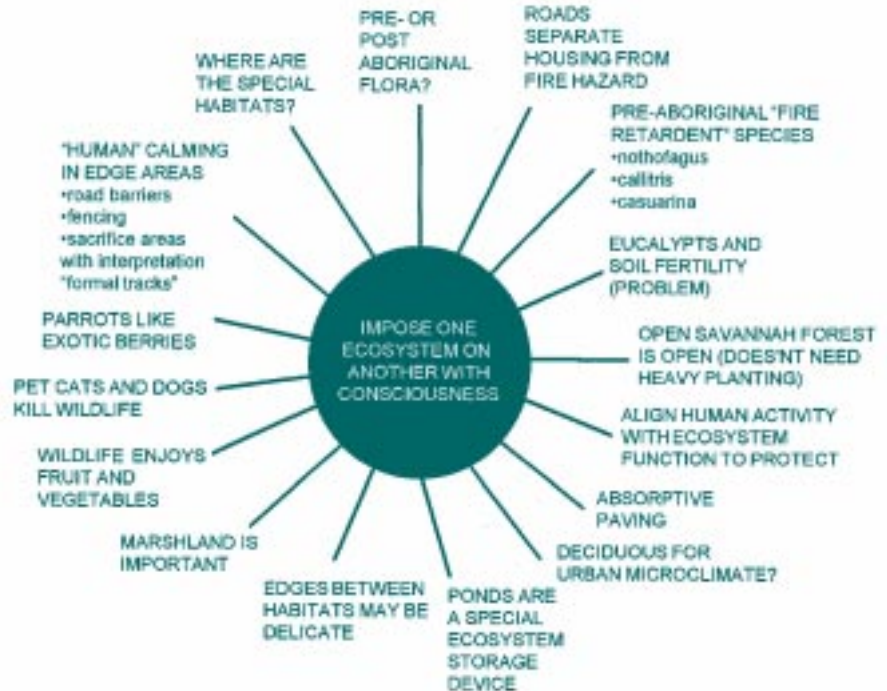 PRE- OR
POST
ABORIGINAL
FLORA?
ROADS
SEPARATE
HOUSING FROM
FIRE HAZARD
PRE-ABORIGINAL "FIRE
RETARDENT" SPECIES
•nothofagus
•callitris
•casuarina
EUCALYPTS AND
SOIL FERTILITY
(PROBLEM)
OPEN SAVANNAH FOREST
IS OPEN (DOES'NT NEED
HEAVY PLANTING)
ALIGN HUMAN ACTIVITY
WITH ECOSYSTEM
FUNCTION TO PROTECT
ABSORPTIVE
PAVING
DECIDUOUS FOR
URBAN MICROCLIMATE?
PONDS ARE
A SPECIAL
ECOSYSTEM
STORAGE
DEVICE
EDGES BETWEEN
HABITATS MAY BE
DELICATE
MARSHLAND IS
IMPORTANT
WILDLIFE ENJOYS
FRUIT AND
VEGETABLES
PET CATS AND DOGS
KILL WILDLIFE
PARROTS LIKE
EXOTIC BERRIES
"HUMAN" CALMING
IN EDGE AREAS
•road barriers
•fencing
•sacrifice areas
with interpretation
"formal tracks"
WHERE ARE
THE SPECIAL
HABITATS?
IMPOSE ONE
ECOSYSTEM ON
ANOTHER WITH
CONSCIOUSNESS